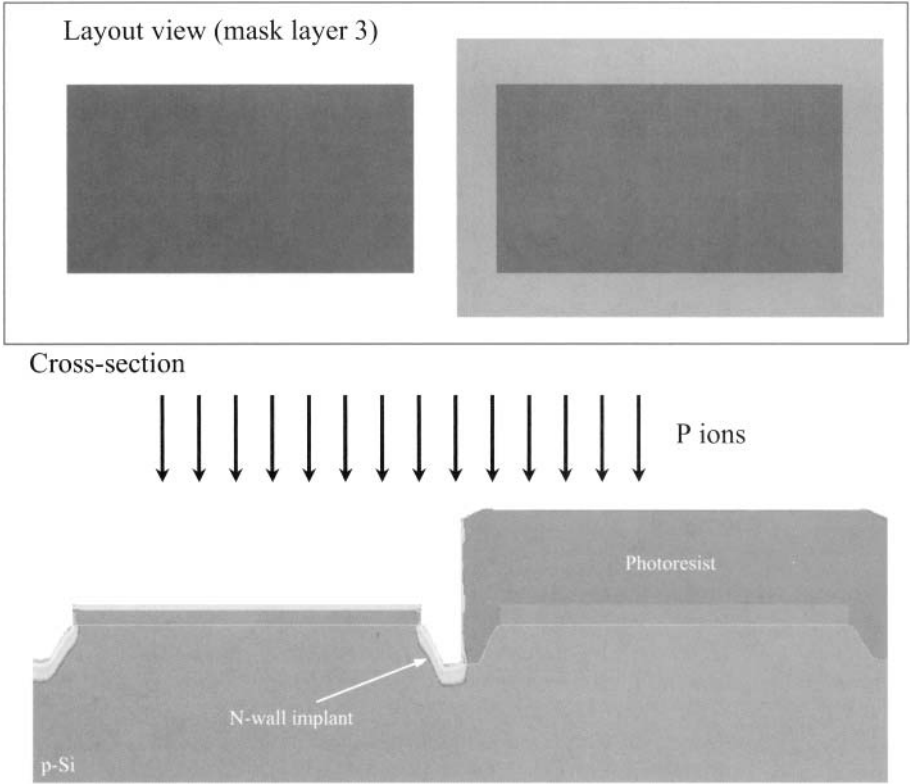 Layout view (mask layer 3)
Cross-section
P ions
Photoresist
N-wall implant
p-Si